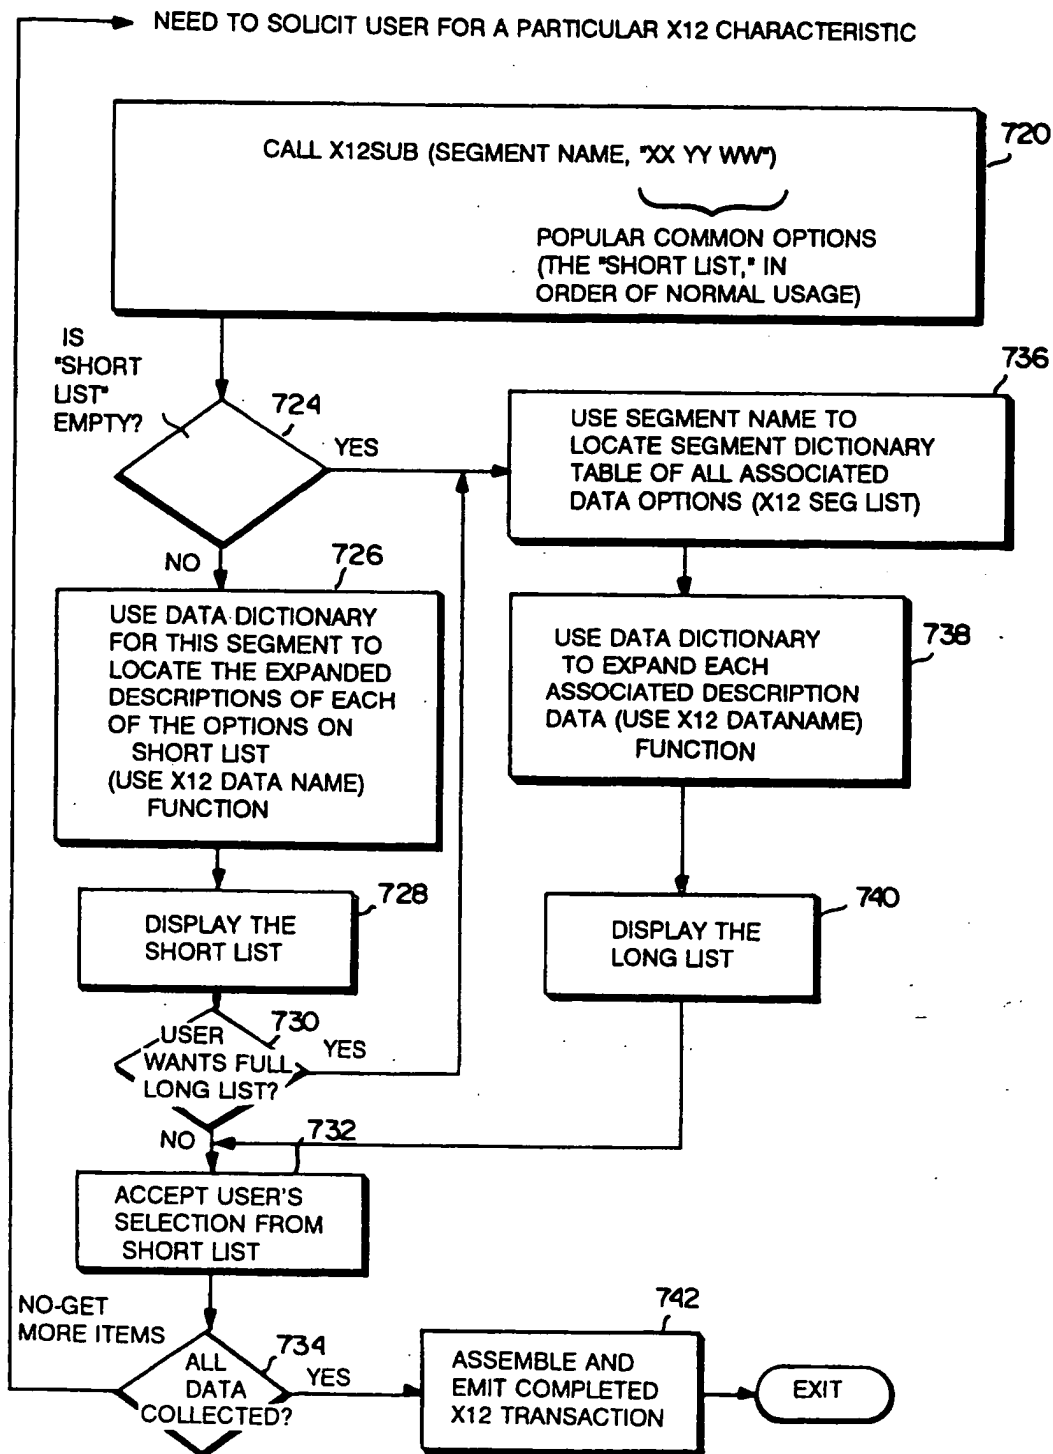 NEED TO SOLICIT USER FOR A PARTICULAR X12 CHARACTERISTIC
720
CALL X12SUB (SEGMENT NAME, "XX YY WW")
POPULAR COMMON OPTIONS
(THE "SHORT LIST," IN
ORDER OF NORMAL USAGE)
IS
"SHORT
LIST"
EMPTY?
724
YES
NO
736
USE SEGMENT NAME TO
LOCATE SEGMENT DICTIONARY
TABLE OF ALL ASSOCIATED
DATA OPTIONS (X12 SEG LIST)
726
USE DATA DICTIONARY
FOR THIS SEGMENT TO
LOCATE THE EXPANDED
DESCRIPTIONS OF EACH
OF THE OPTIONS ON
SHORT LIST
(USE X12 DATA NAME)
FUNCTION
738
USE DATA DICTIONARY
TO EXPAND EACH
ASSOCIATED DESCRIPTION
DATA (USE X12 DATANAME)
FUNCTION
728
DISPLAY THE
SHORT LIST
740
DISPLAY THE
LONG LIST
730
USER
WANTS FULL
LONG LIST?
YES
NO
732
ACCEPT USER'S
SELECTION FROM
SHORT LIST
NO-GET
MORE ITEMS
734
ALL
DATA
COLLECTED?
YES
742
ASSEMBLE AND
EMIT COMPLETED
X12 TRANSACTION
EXIT